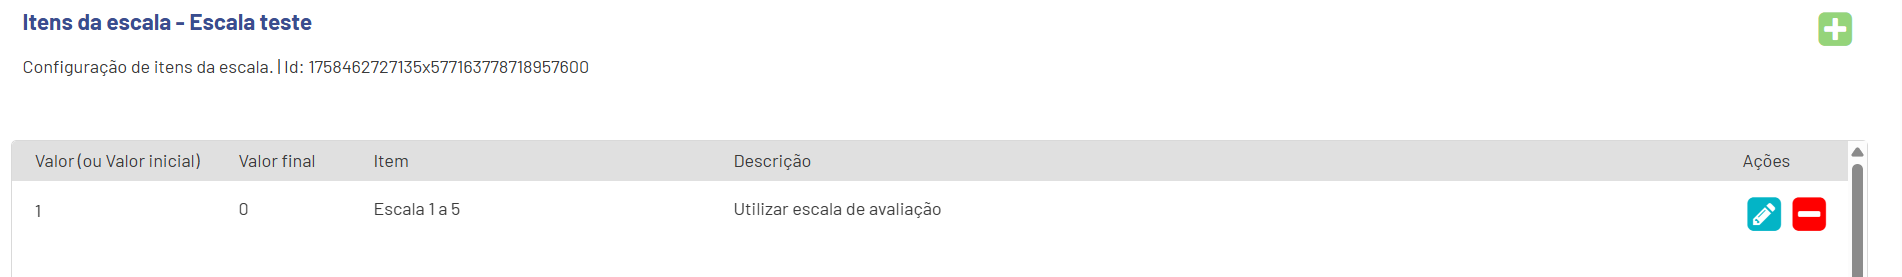 Itens da escala - Escala teste
Configuração de itens da escala. | Id: 1758462727135x577163778718957600
Valor (ou Valor inicial) Valor final Item Descrição Ações
1 0 Escala 1 a 5 Utilizar escala de avaliação